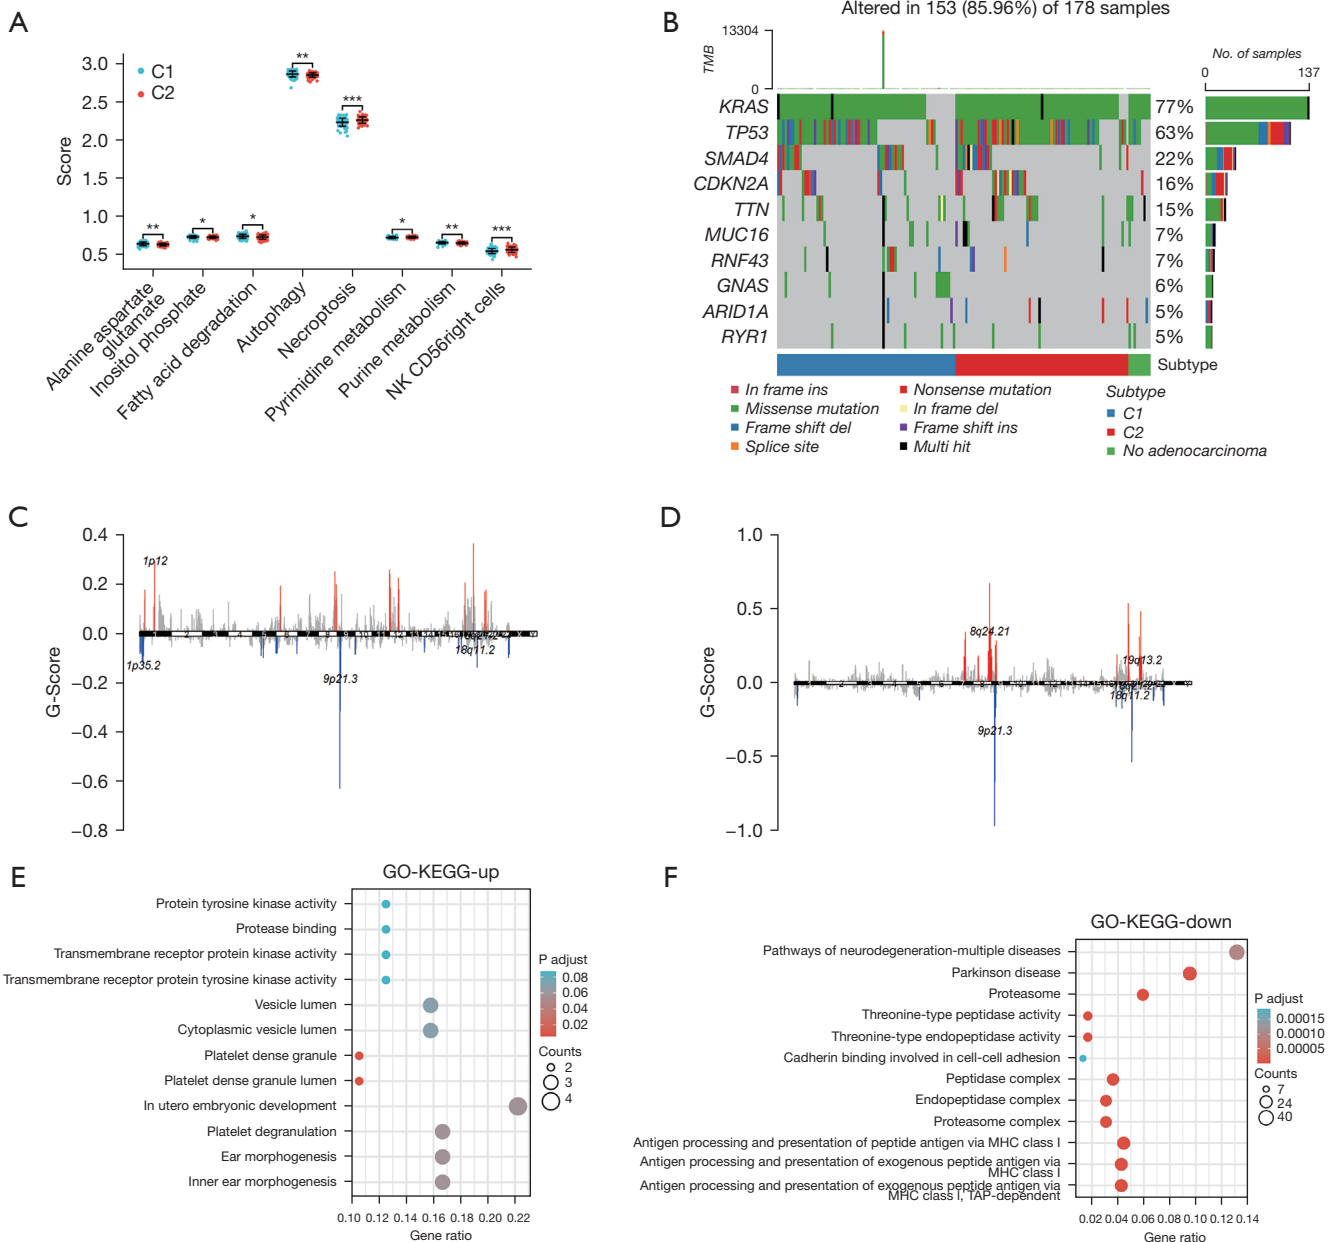 A
3.0
2.5
2.0
1.5
1.0
0.5
Score
C1
C2
**
*
*
**
***
*
**
***
Alanine aspartate
glutamate
Inositol phosphate
Fatty acid degradation
Autophagy
Necroptosis
Pyrimidine metabolism
Purine metabolism
NK CD56right cells
B
Altered in 153 (85.96%) of 178 samples
13304
0
TMB
No. of samples
0
137
KRAS 77%
TP53 63%
SMAD4 22%
CDKN2A 16%
TTN 15%
MUC16 7%
RNF43 7%
GNAS 6%
ARID1A 5%
RYR1 5%
Subtype
In frame ins
Missense mutation
Frame shift del
Splice site
Nonsense mutation
In frame del
Frame shift ins
Multi hit
Subtype
C1
C2
No adenocarcinoma
C
0.4
0.2
0.0
−0.2
−0.4
−0.6
−0.8
G-Score
1p12
1p35.2
9p21.3
18q11.2
D
1.0
0.5
0.0
−0.5
−1.0
G-Score
8q24.21
9p21.3
19q13.2
18q11.2
E
GO-KEGG-up
Protein tyrosine kinase activity
Protease binding
Transmembrane receptor protein kinase activity
Transmembrane receptor protein tyrosine kinase activity
Vesicle lumen
Cytoplasmic vesicle lumen
Platelet dense granule
Platelet dense granule lumen
In utero embryonic development
Platelet degranulation
Ear morphogenesis
Inner ear morphogenesis
0.10 0.12 0.14 0.16 0.18 0.20 0.22
Gene ratio
P adjust
0.08
0.06
0.04
0.02
Counts
2
3
4
F
GO-KEGG-down
Pathways of neurodegeneration-multiple diseases
Parkinson disease
Proteasome
Threonine-type peptidase activity
Threonine-type endopeptidase activity
Cadherin binding involved in cell-cell adhesion
Peptidase complex
Endopeptidase complex
Proteasome complex
Antigen processing and presentation of peptide antigen via MHC class I
Antigen processing and presentation of exogenous peptide antigen via
MHC class I
Antigen processing and presentation of exogenous peptide antigen via
MHC class I, TAP-dependent
0.02 0.04 0.06 0.08 0.10 0.12 0.14
Gene ratio
P adjust
0.00015
0.00010
0.00005
Counts
7
24
40